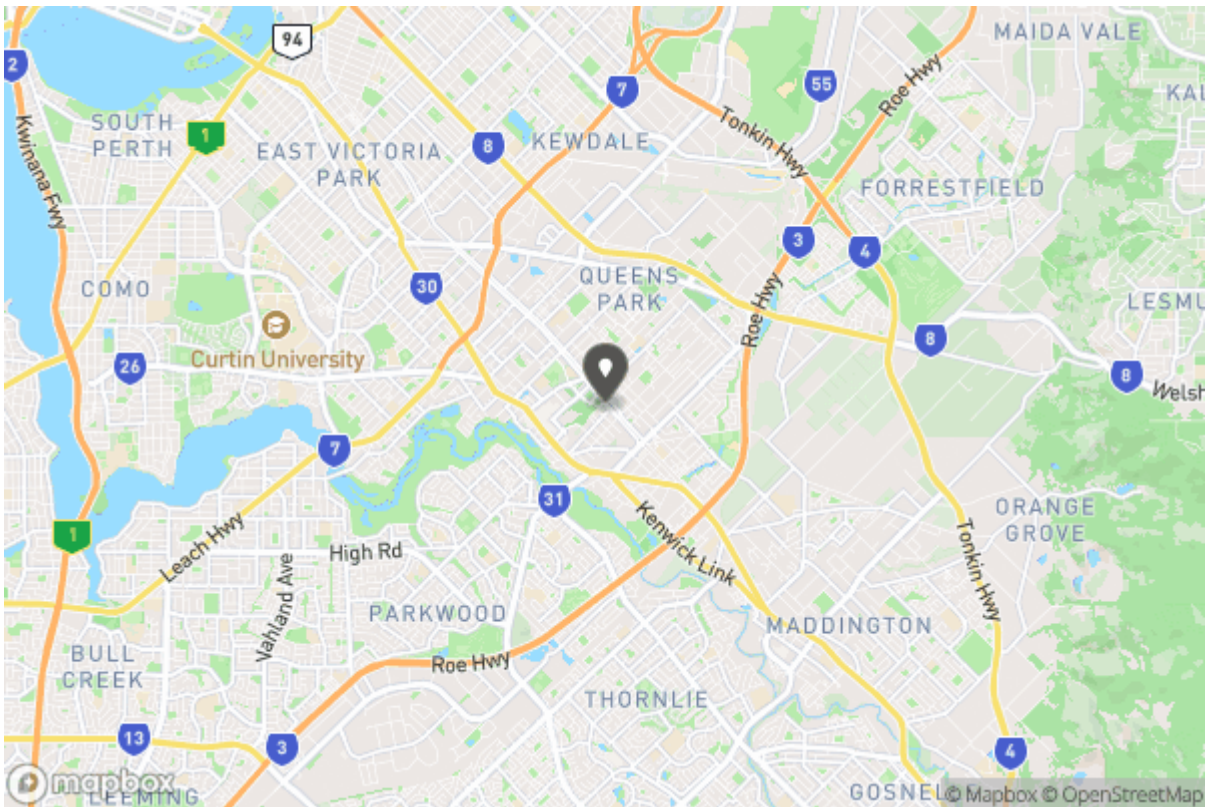 94
MAIDA VALE
2
7
55
Roe Hwy
KAL
SOUTH
PERTH
1
Tonkin Hwy
EAST VICTORIA
PARK
8
KEWDALE
Kwinana Fwy
FORRESTFIELD
3
4
COMO
30
QUEENS
PARK
LESMU
Roe Hwy
Curtin University
26
8
8
Welsh
7
31
ORANGE
GROVE
1
Leach Hwy
High Rd
Kenwick Link
Tonkin Hwy
Vahland Ave
PARKWOOD
MADDINGTON
BULL
CREEK
Roe Hwy
THORNLIE
13
3
4
mapbox
LEEMING
GOSNEL
© Mapbox © OpenStreetMap